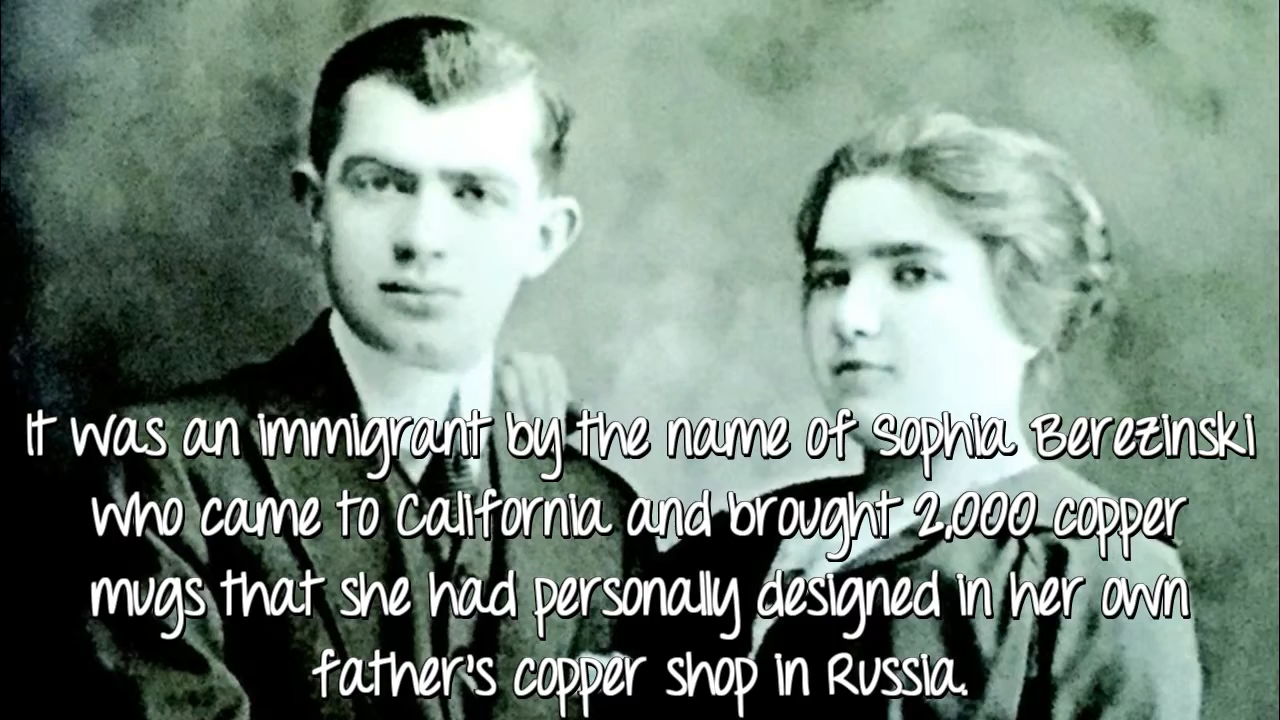 It was an immigrant by the name of Sophia Berezinski
who came to California and brought 2,000 copper
mugs that she had personally designed in her own
father's copper shop in Russia.